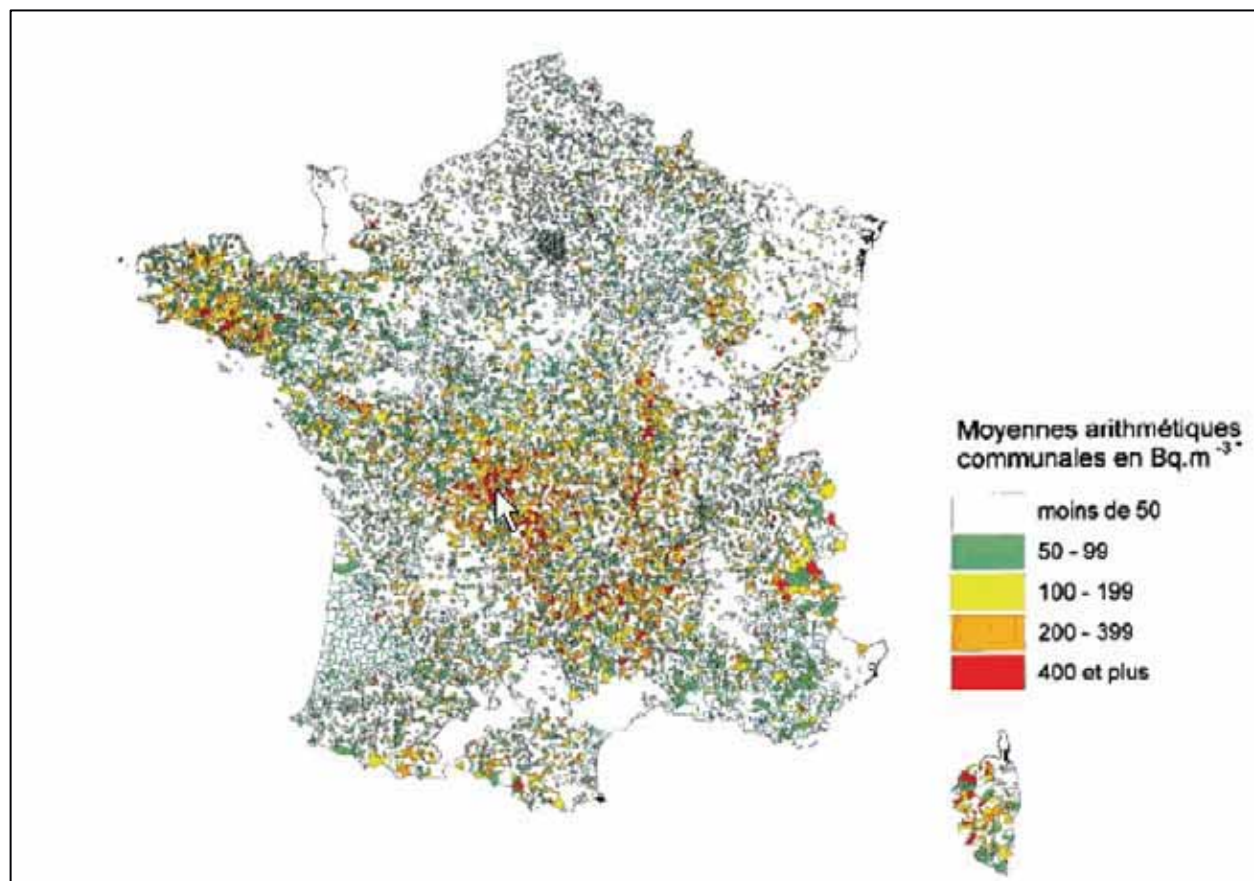 Moyennes arithmétiques
communales en Bq.m -3*
moins de 50
50 - 99
100 - 199
200 - 399
400 et plus